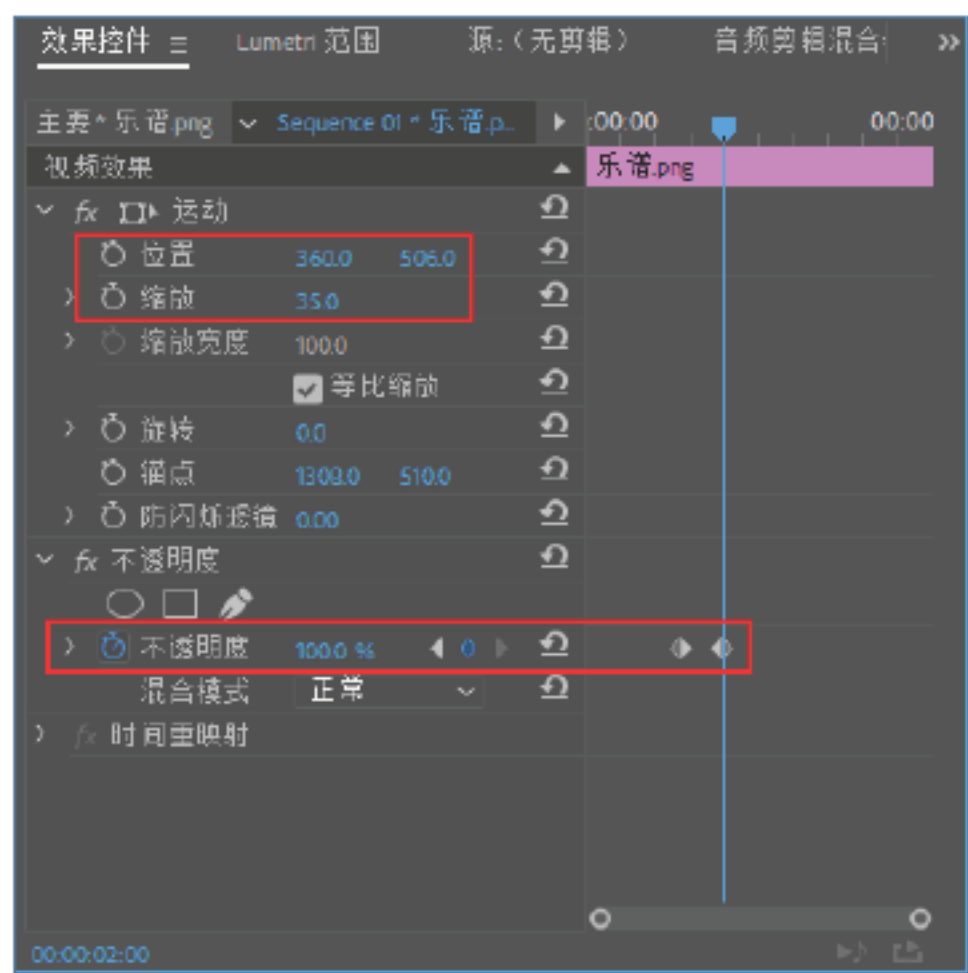 效果控件 ≡ Lumetri 范围 源:（无剪辑） 音频剪辑混合 >>
主要*乐谱.png Sequence 01 * 乐谱.p... :00:00 00:00
视频效果 乐谱.png
fx 运动
位置 360.0 506.0
缩放 35.0
缩放宽度 100.0
等比缩放
旋转 0.0
锚点 1308.0 510.0
防闪烁滤镜 0.00
fx 不透明度
不透明度 100.0 %
混合模式 正常
fx 时间重映射
00:00:02:00